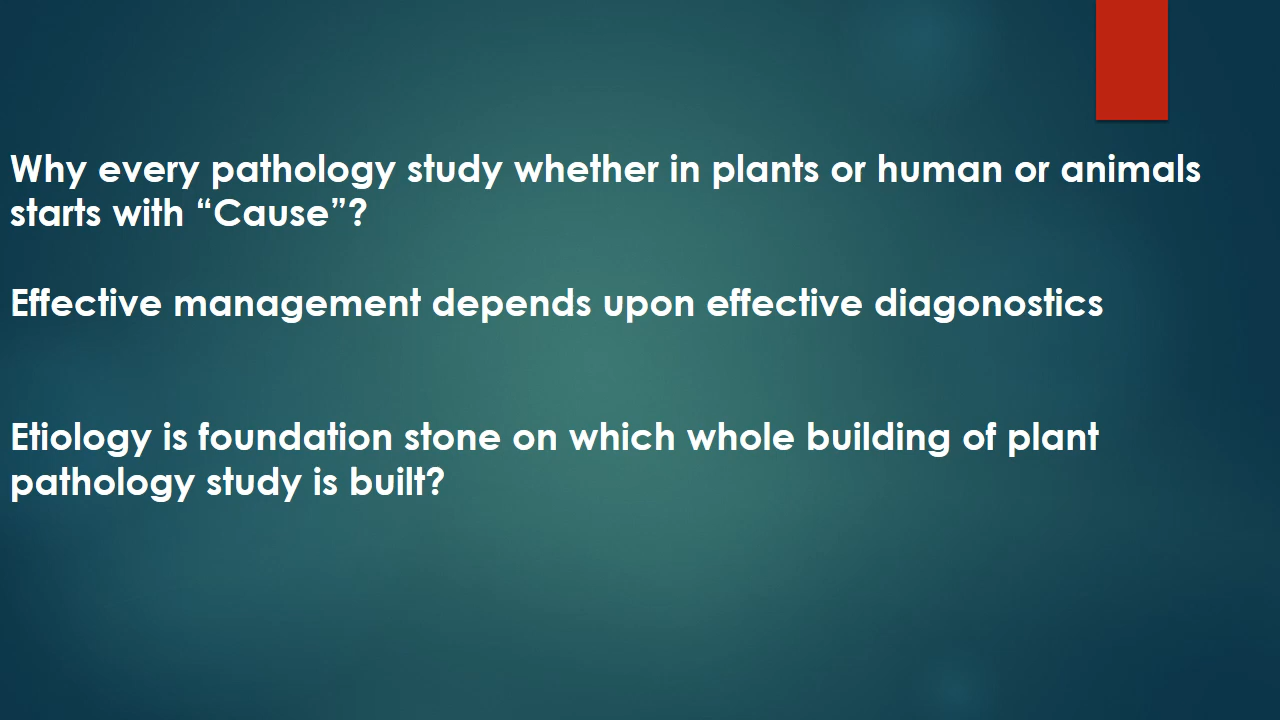 Why every pathology study whether in plants or human or animals
starts with “Cause”?
Effective management depends upon effective diagonostics
Etiology is foundation stone on which whole building of plant
pathology study is built?